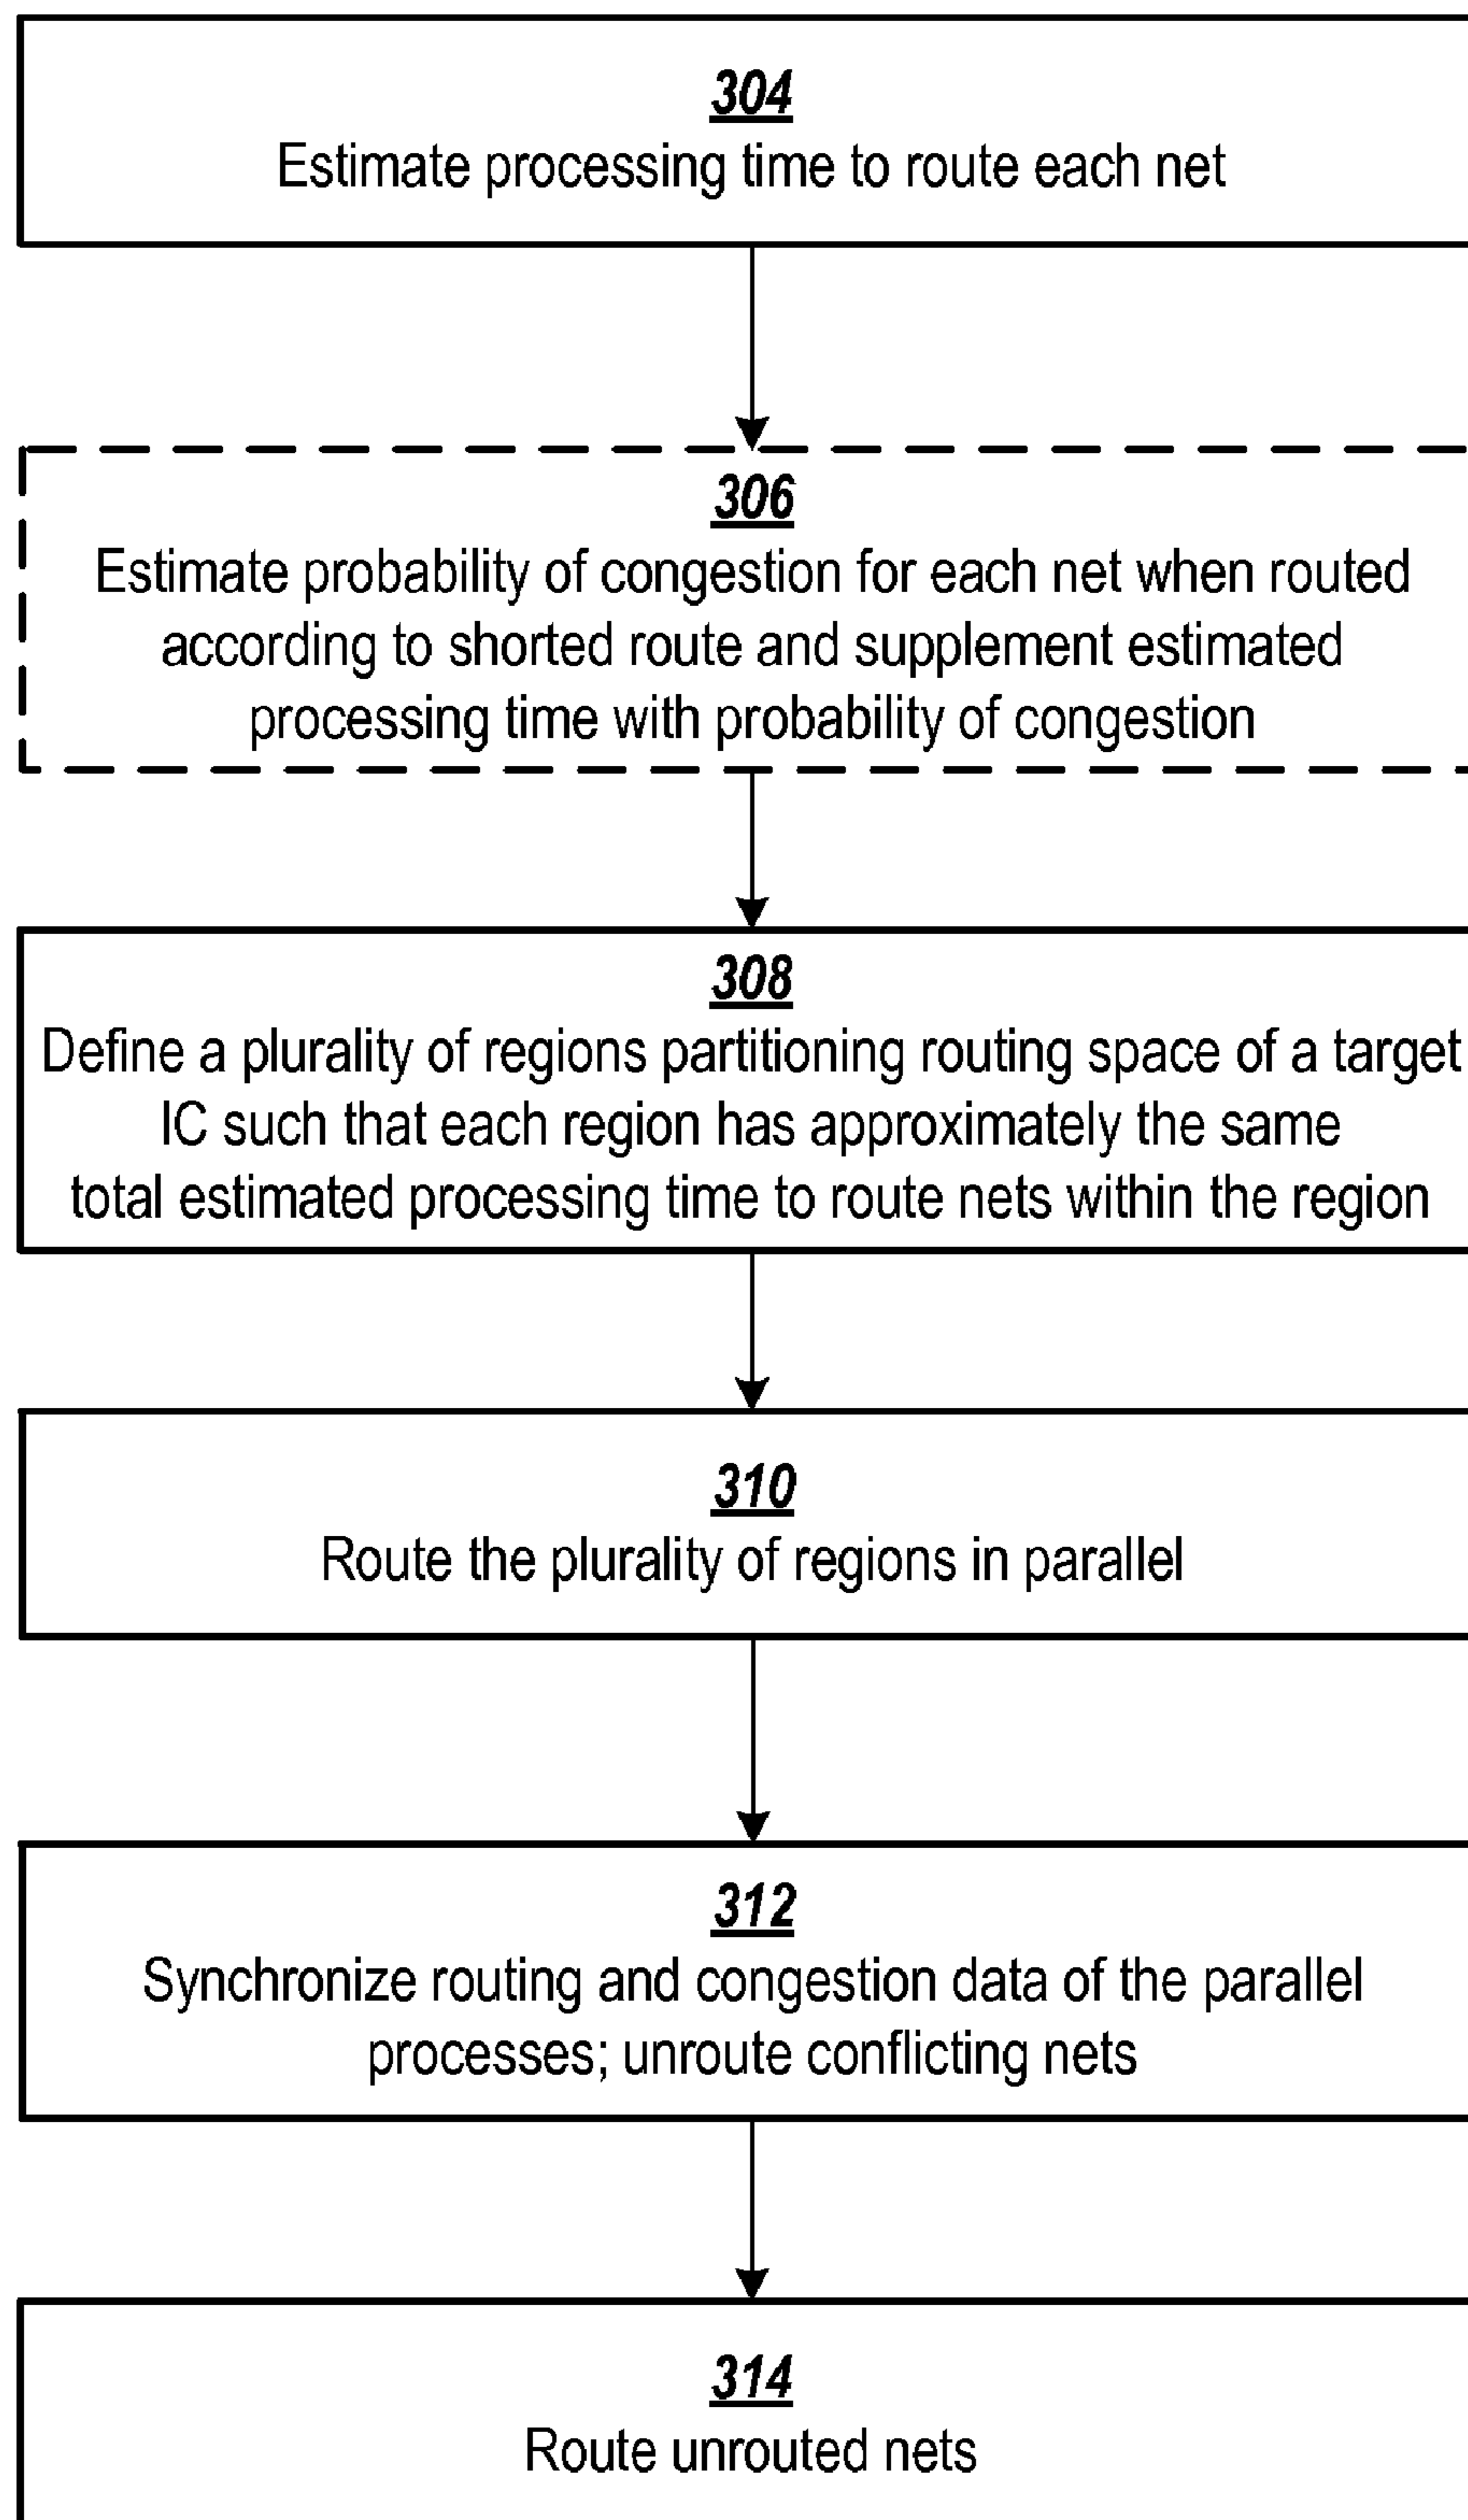 304
Estimate processing time to route each net
306
Estimate probability of congestion for each net when routed
according to shorted route and supplement estimated
processing time with probability of congestion
308
Define a plurality of regions partitioning routing space of a target
IC such that each region has approximately the same
total estimated processing time to route nets within the region
310
Route the plurality of regions in parallel
312
Synchronize routing and congestion data of the parallel
processes; unroute conflicting nets
314
Route unrouted nets